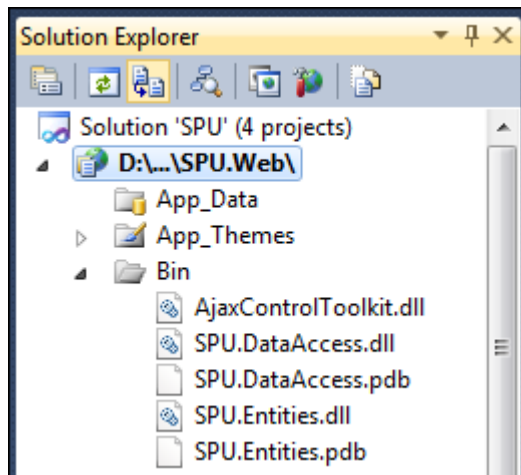 Solution Explorer
Solution 'SPU' (4 projects)
D:\...\SPU.Web\
App_Data
App_Themes
Bin
AjaxControlToolkit.dll
SPU.DataAccess.dll
SPU.DataAccess.pdb
SPU.Entities.dll
SPU.Entities.pdb